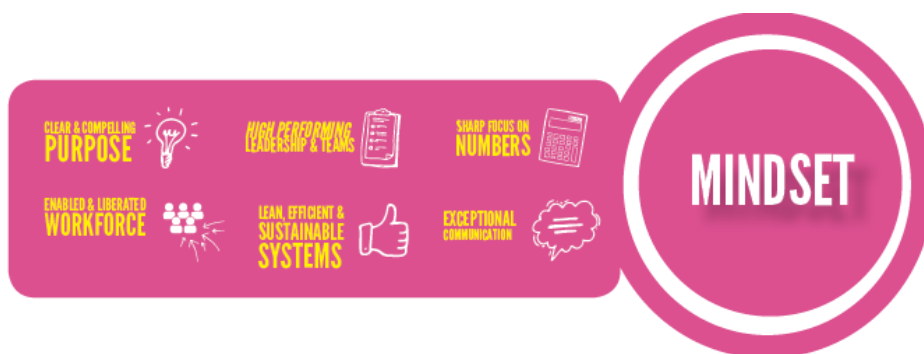 CLEAR & COMPELLING
PURPOSE
HIGH PERFORMING
LEADERSHIP & TEAMS
SHARP FOCUS ON
NUMBERS
ENABLED & LIBERATED
WORKFORCE
LEAN, EFFICIENT &
SUSTAINABLE
SYSTEMS
EXCEPTIONAL
COMMUNICATION
MINDSET